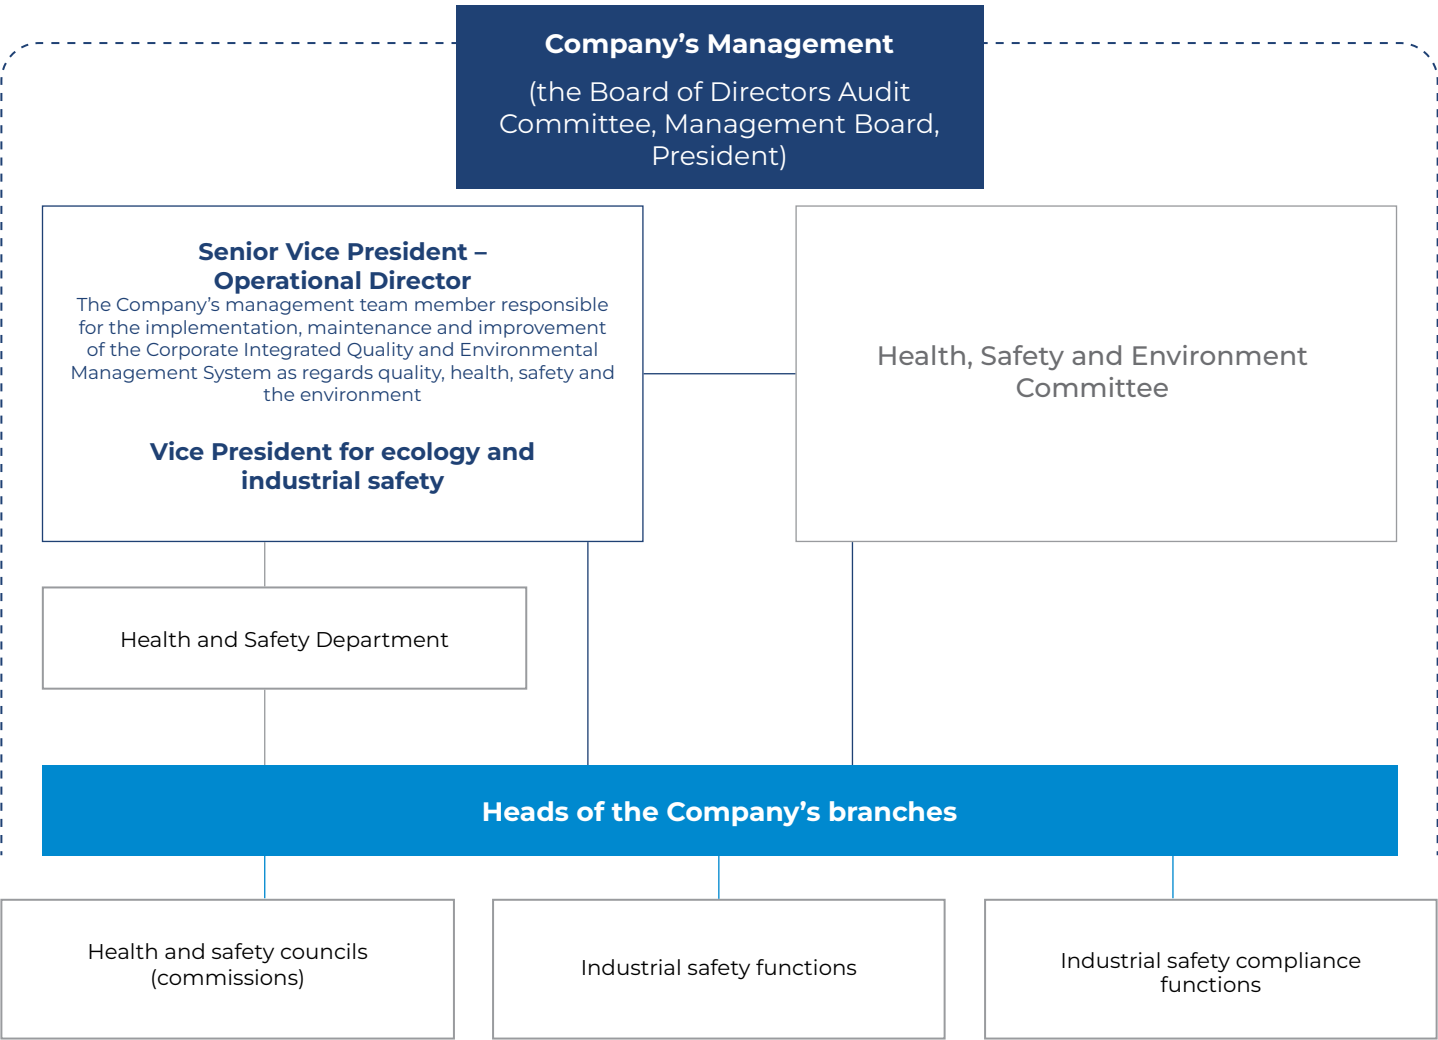 Company’s Management
(the Board of Directors Audit
Committee, Management Board,
President)
Senior Vice President –
Operational Director
The Company’s management team member responsible
for the implementation, maintenance and improvement
of the Corporate Integrated Quality and Environmental
Management System as regards quality, health, safety and
the environment
Vice President for ecology and
industrial safety
Health, Safety and Environment
Committee
Health and Safety Department
Heads of the Company’s branches
Health and safety councils
(commissions)
Industrial safety functions
Industrial safety compliance
functions